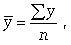 ȳ = ∑y / n ,